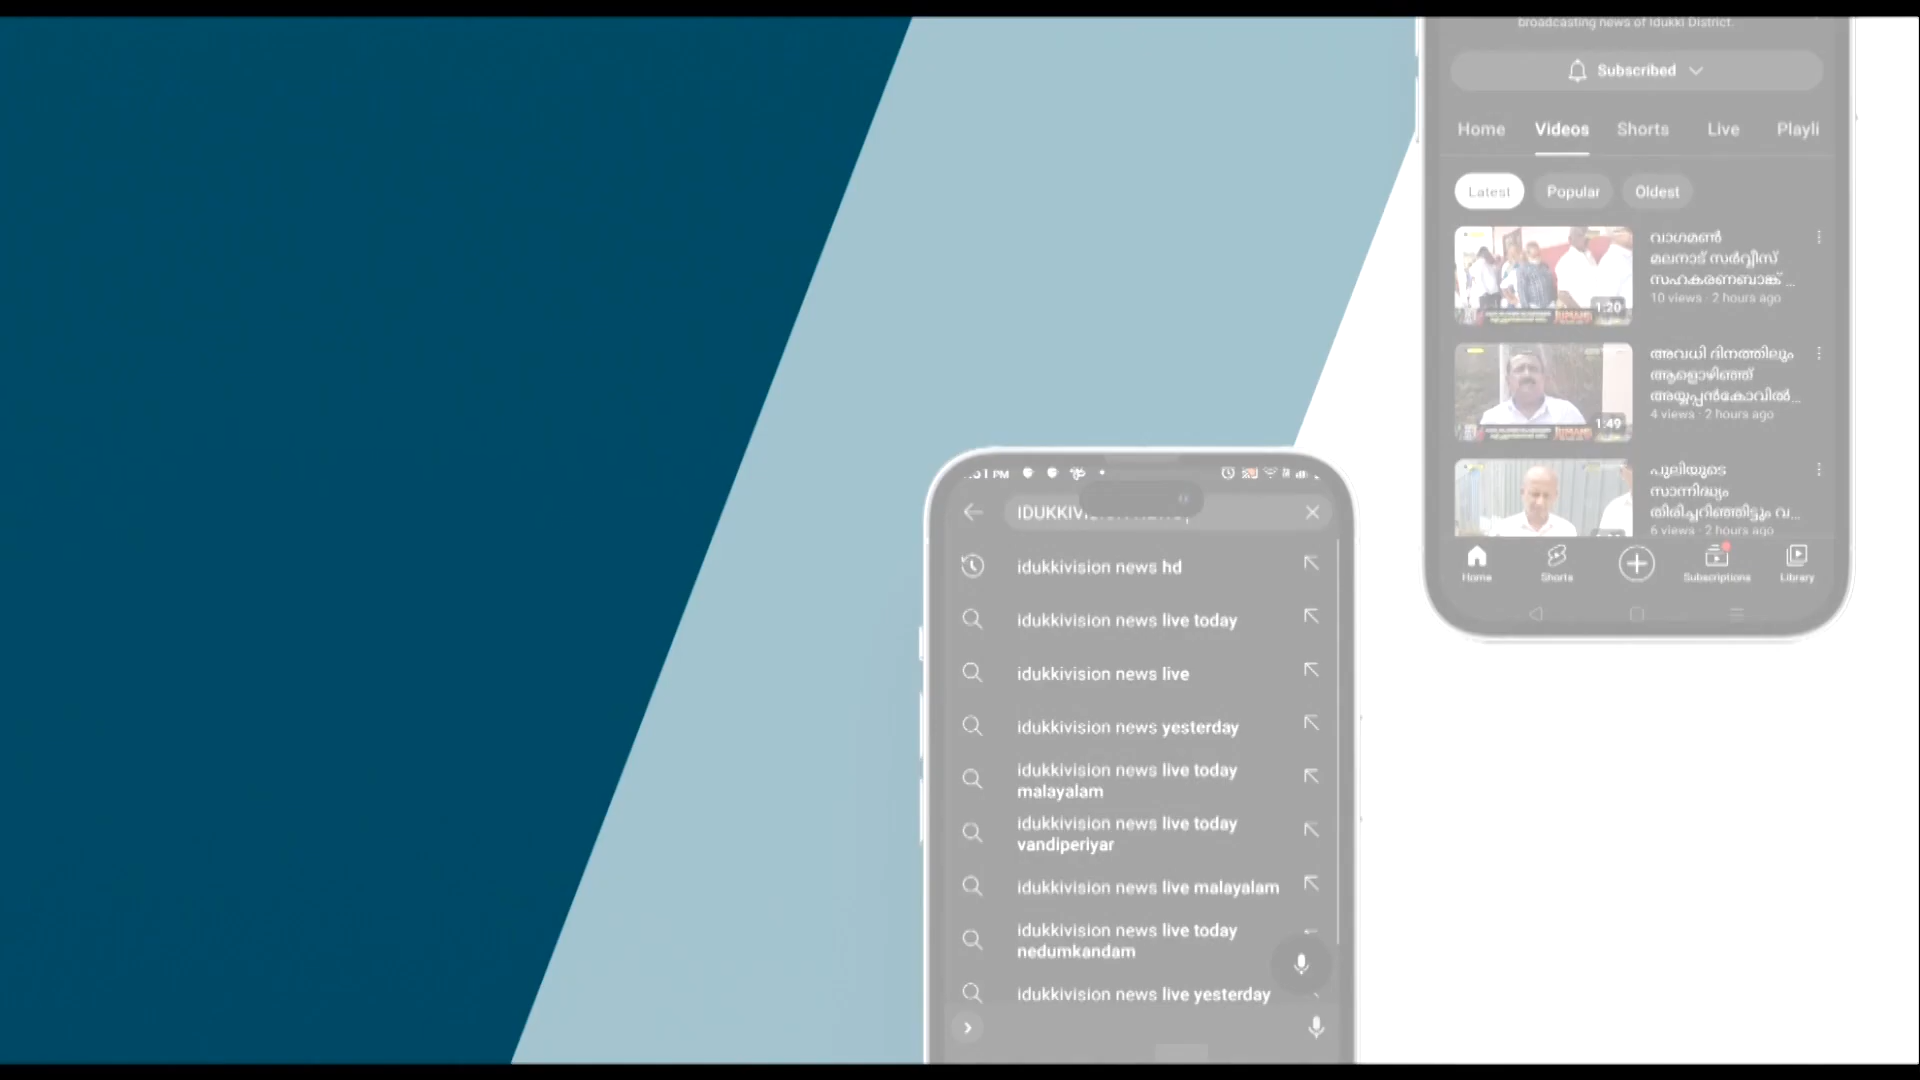 broadcasting news of Idukki District.
Subscribed
Home Videos Shorts Live Playli
Latest Popular Oldest
വാഗമൺ
മലനാട് സർവ്വീസ്
സഹകരണബാങ്ക് ...
10 views · 2 hours ago
1:20
അവധി ദിനത്തിലും
ആളൊഴിഞ്ഞ്
അയ്യപ്പൻകോവിൽ...
4 views · 2 hours ago
1:49
പുലിയുടെ
സാന്നിദ്ധ്യം
തിരിച്ചറിഞ്ഞിട്ടും വ...
6 views · 2 hours ago
Home Shorts Subscriptions Library
PM
idukkivision news hd
idukkivision news live today
idukkivision news live
idukkivision news yesterday
idukkivision news live today
malayalam
idukkivision news live today
vandiperiyar
idukkivision news live malayalam
idukkivision news live today
nedumkandam
idukkivision news live yesterday